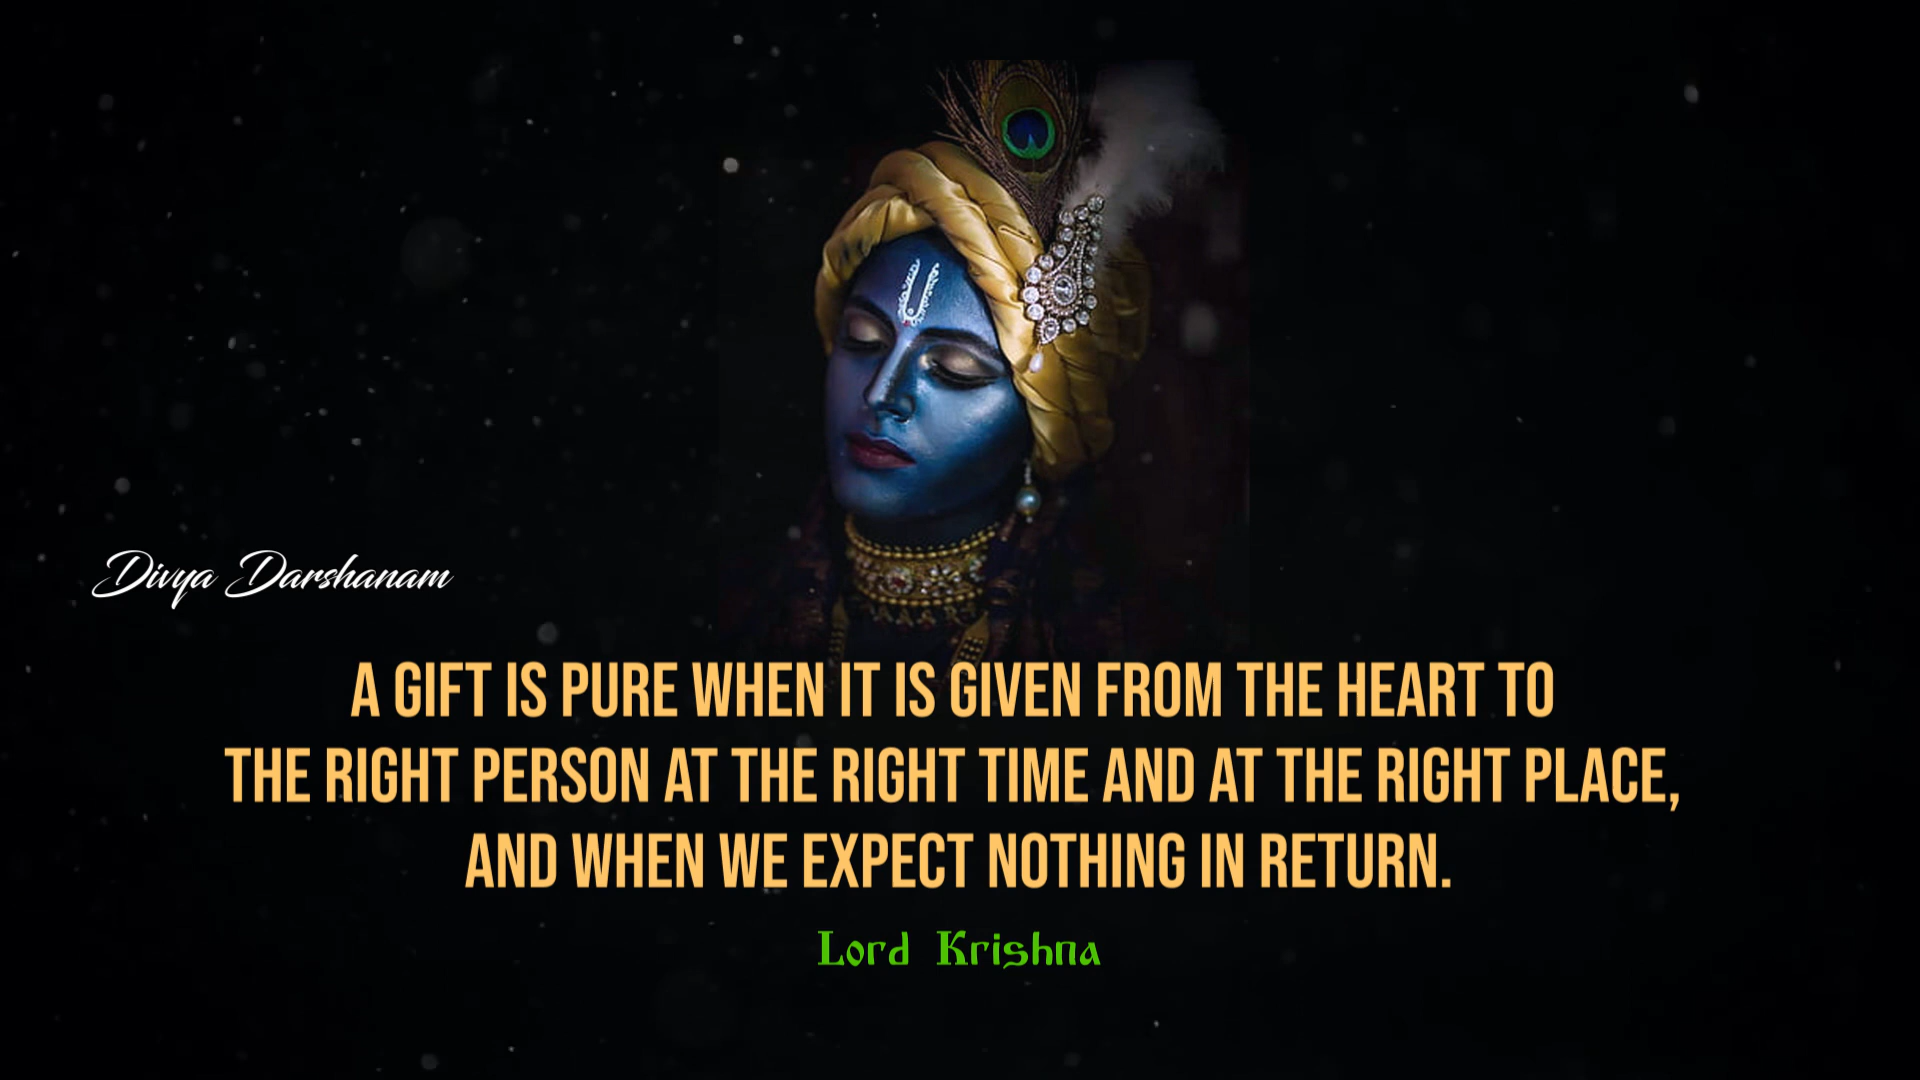 Divya Darshanam
A GIFT IS PURE WHEN IT IS GIVEN FROM THE HEART TO
THE RIGHT PERSON AT THE RIGHT TIME AND AT THE RIGHT PLACE,
AND WHEN WE EXPECT NOTHING IN RETURN.
Lord Krishna